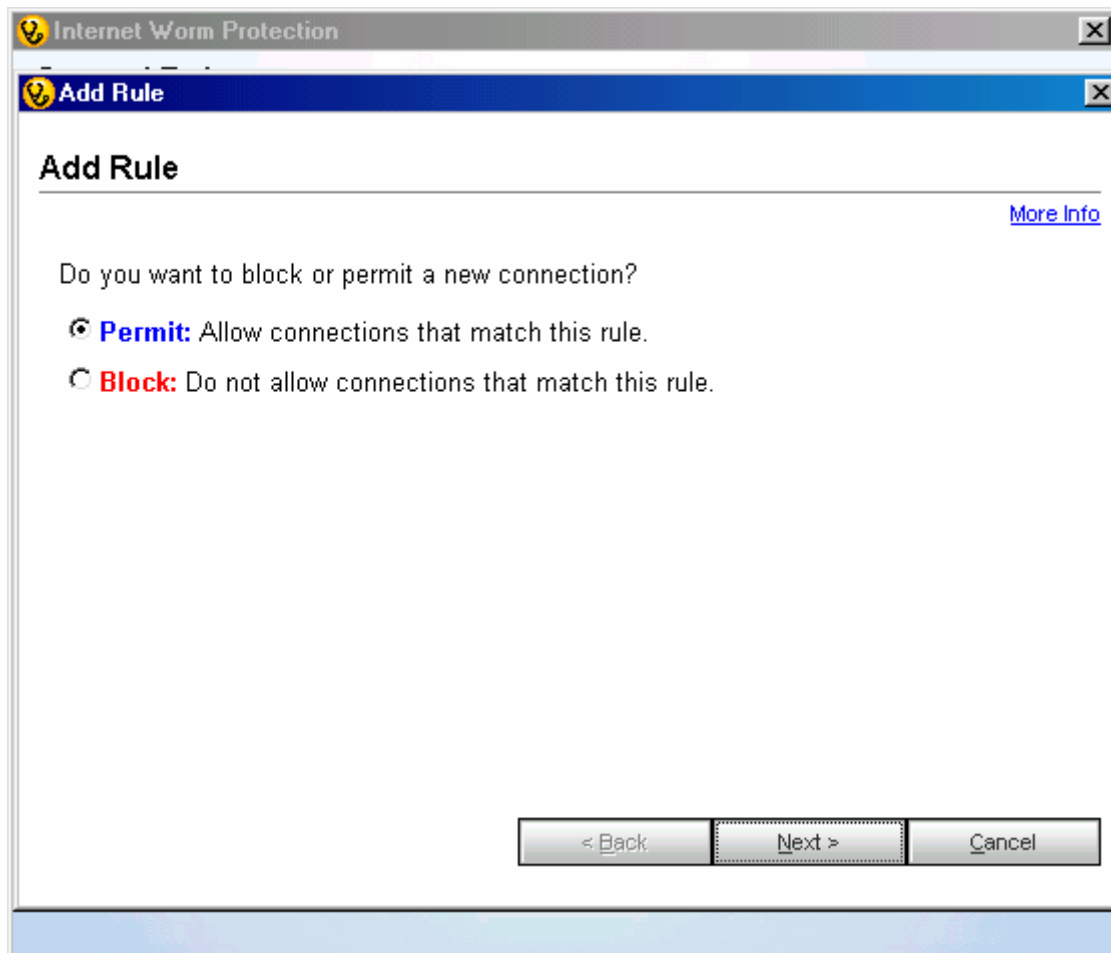 Internet Worm Protection
Add Rule
Add Rule
More Info
Do you want to block or permit a new connection?
Permit: Allow connections that match this rule.
Block: Do not allow connections that match this rule.
< Back Next > Cancel